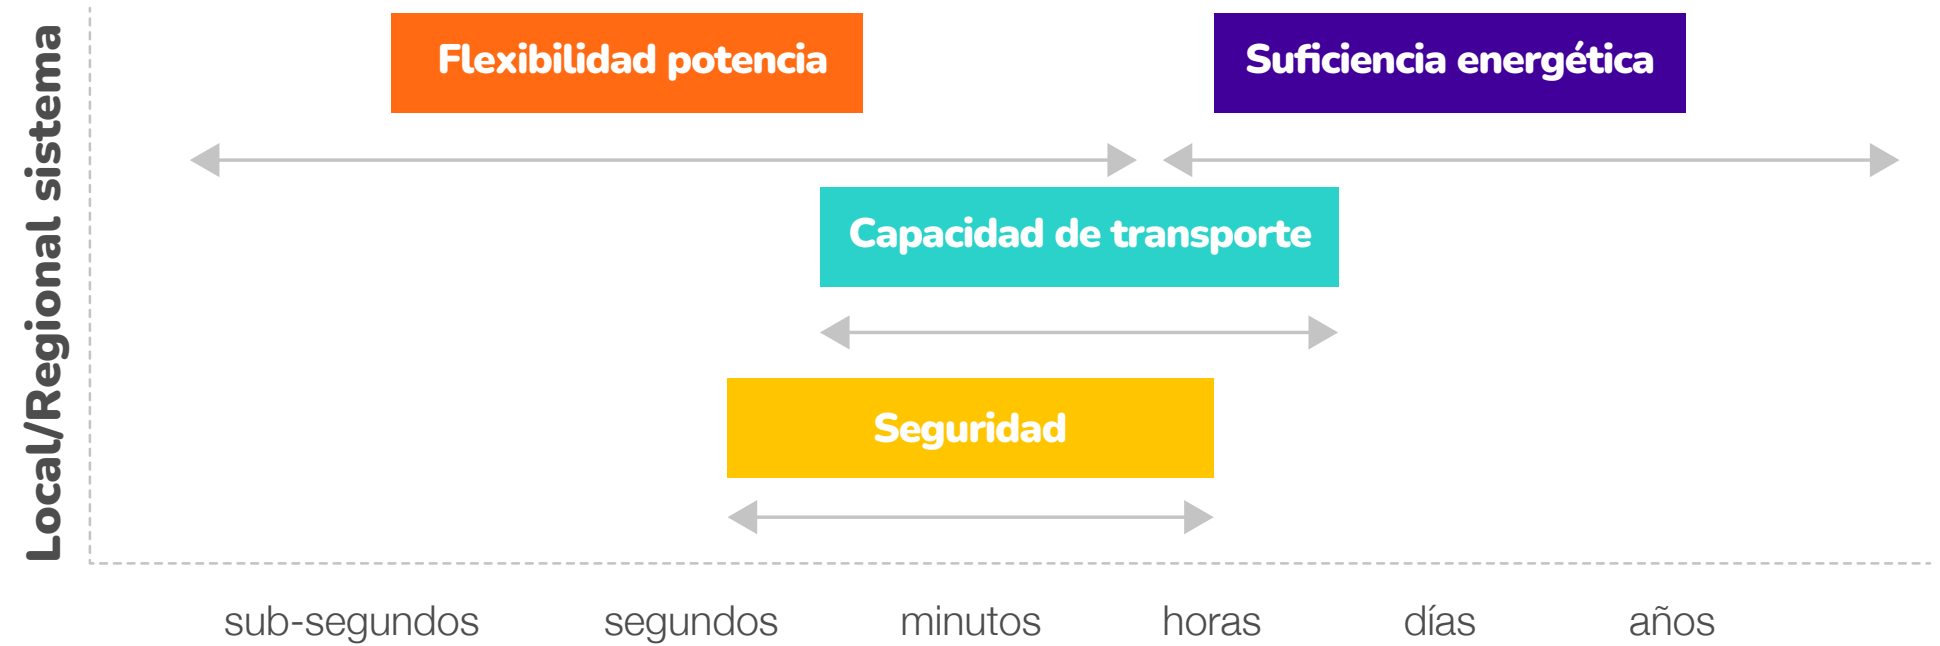 Local/Regional sistema
Flexibilidad potencia
Suficiencia energética
Capacidad de transporte
Seguridad
sub-segundos
segundos
minutos
horas
días
años